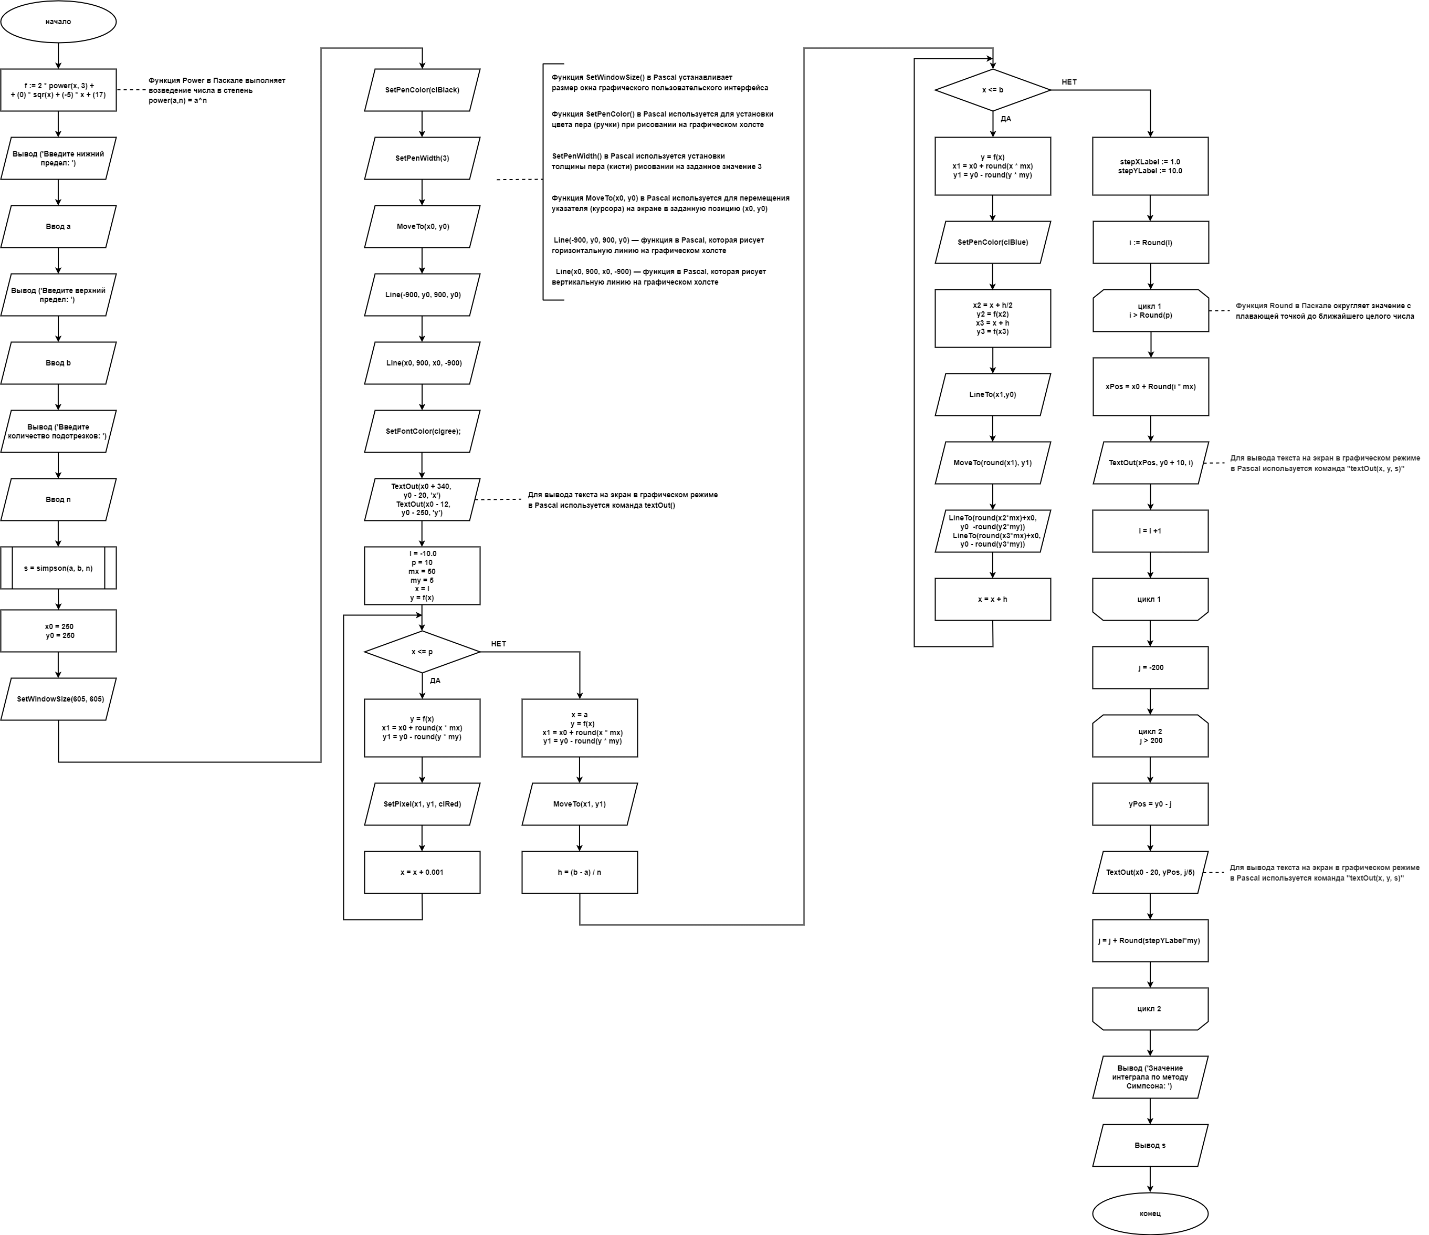 начало
f := 2 * power(x, 3) +
+ (0) * sqr(x) + (-5) * x + (17)
Функция Power в Паскале выполняет
возведение числа в степень
power(a,n) = a^n
Вывод ('Введите нижний
предел: ')
Ввод a
Вывод ('Введите верхний
предел: ')
Ввод b
Вывод ('Введите
количество подотрезков: ')
Ввод n
s = simpson(a, b, n)
x0 = 250
y0 = 250
SetWindowSize(605, 605)
SetPenColor(clBlack)
SetPenWidth(3)
MoveTo(x0, y0)
Line(-900, y0, 900, y0)
Line(x0, 900, x0, -900)
SetFontColor(clgree);
TextOut(x0 + 340,
y0 - 20, 'x')
TextOut(x0 - 12,
y0 - 250, 'y')
Для вывода текста на экран в графическом режиме
в Pascal используется команда textOut()
l = -10.0
p = 10
mx = 50
my = 5
x = l
y = f(x)
x <= p
НЕТ
ДА
y = f(x)
x1 = x0 + round(x * mx)
y1 = y0 - round(y * my)
SetPixel(x1, y1, clRed)
x = x + 0.001
x = a
y = f(x)
x1 = x0 + round(x * mx)
y1 = y0 - round(y * my)
MoveTo(x1, y1)
h = (b - a) / n
Функция SetWindowSize() в Pascal устанавливает
размер окна графического пользовательского интерфейса
Функция SetPenColor() в Pascal используется для установки
цвета пера (ручки) при рисовании на графическом холсте
SetPenWidth() в Pascal используется установки
толщины пера (кисти) рисовании на заданное значение 3
Функция MoveTo(x0, y0) в Pascal используется для перемещения
указателя (курсора) на экране в заданную позицию (x0, y0)
Line(-900, y0, 900, y0) — функция в Pascal, которая рисует
горизонтальную линию на графическом холсте
Line(x0, 900, x0, -900) — функция в Pascal, которая рисует
вертикальную линию на графическом холсте
x <= b
НЕТ
ДА
y = f(x)
x1 = x0 + round(x * mx)
y1 = y0 - round(y * my)
SetPenColor(clBlue)
x2 = x + h/2
y2 = f(x2)
x3 = x + h
y3 = f(x3)
LineTo(x1,y0)
MoveTo(round(x1), y1)
LineTo(round(x2*mx)+x0,
y0 -round(y2*my))
LineTo(round(x3*mx)+x0,
y0 - round(y3*my))
x = x + h
stepXLabel := 1.0
stepYLabel := 10.0
i := Round(l)
цикл 1
i > Round(p)
Функция Round в Паскале округляет значение с
плавающей точкой до ближайшего целого числа
xPos = x0 + Round(i * mx)
TextOut(xPos, y0 + 10, i)
Для вывода текста на экран в графическом режиме
в Pascal используется команда "textOut(x, y, s)"
i = i +1
цикл 1
j = -200
цикл 2
j > 200
yPos = y0 - j
TextOut(x0 - 20, yPos, j/5)
Для вывода текста на экран в графическом режиме
в Pascal используется команда "textOut(x, y, s)"
j = j + Round(stepYLabel*my)
цикл 2
Вывод ('Значение
интеграла по методу
Симпсона: ')
Вывод s
конец